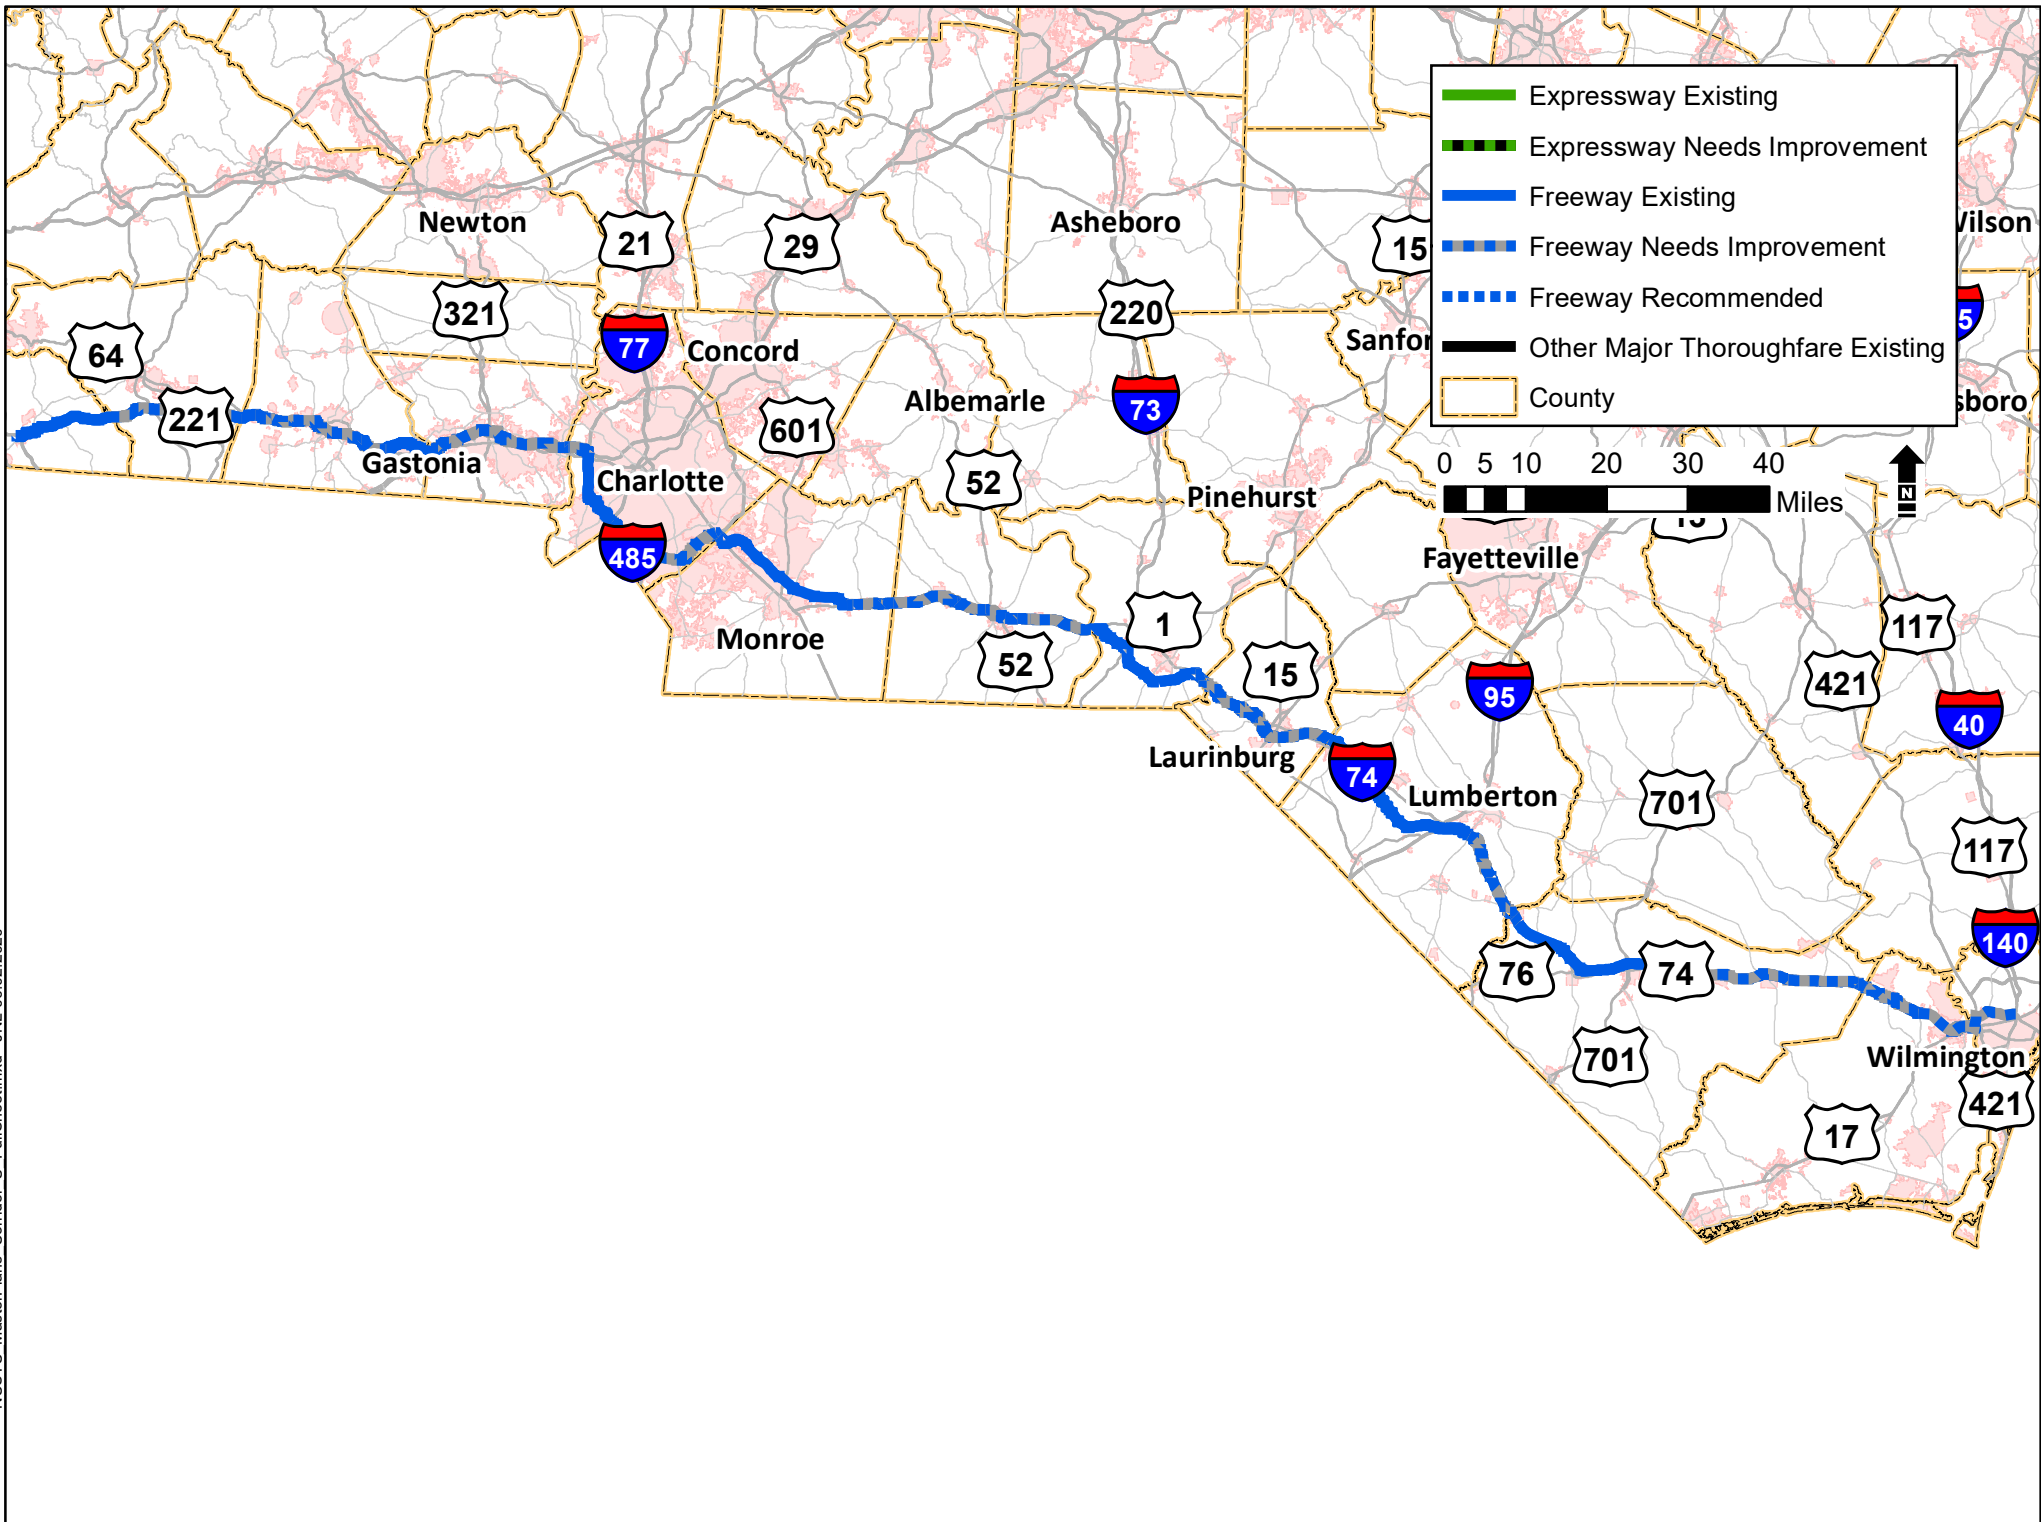 Expressway Existing
Expressway Needs Improvement
Freeway Existing
Freeway Needs Improvement
Freeway Recommended
Other Major Thoroughfare Existing
County
0 5 10 20 30 40
Miles
N
Newton
21
29
Asheboro
15
Wilson
321
220
5
64
77
Concord
Sanfor
221
601
Albemarle
73
sboro
Gastonia
Charlotte
52
Pinehurst
15
485
Fayetteville
Monroe
52
1
15
117
421
95
40
Laurinburg
74
Lumberton
701
117
140
76
74
701
Wilmington
421
17